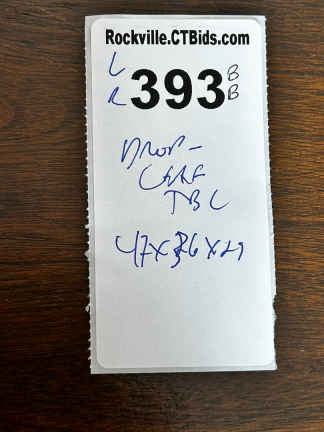 Rockville.CTBids.com
L B
R 393 B
DROP-
LEAF
TBL
47X36X29